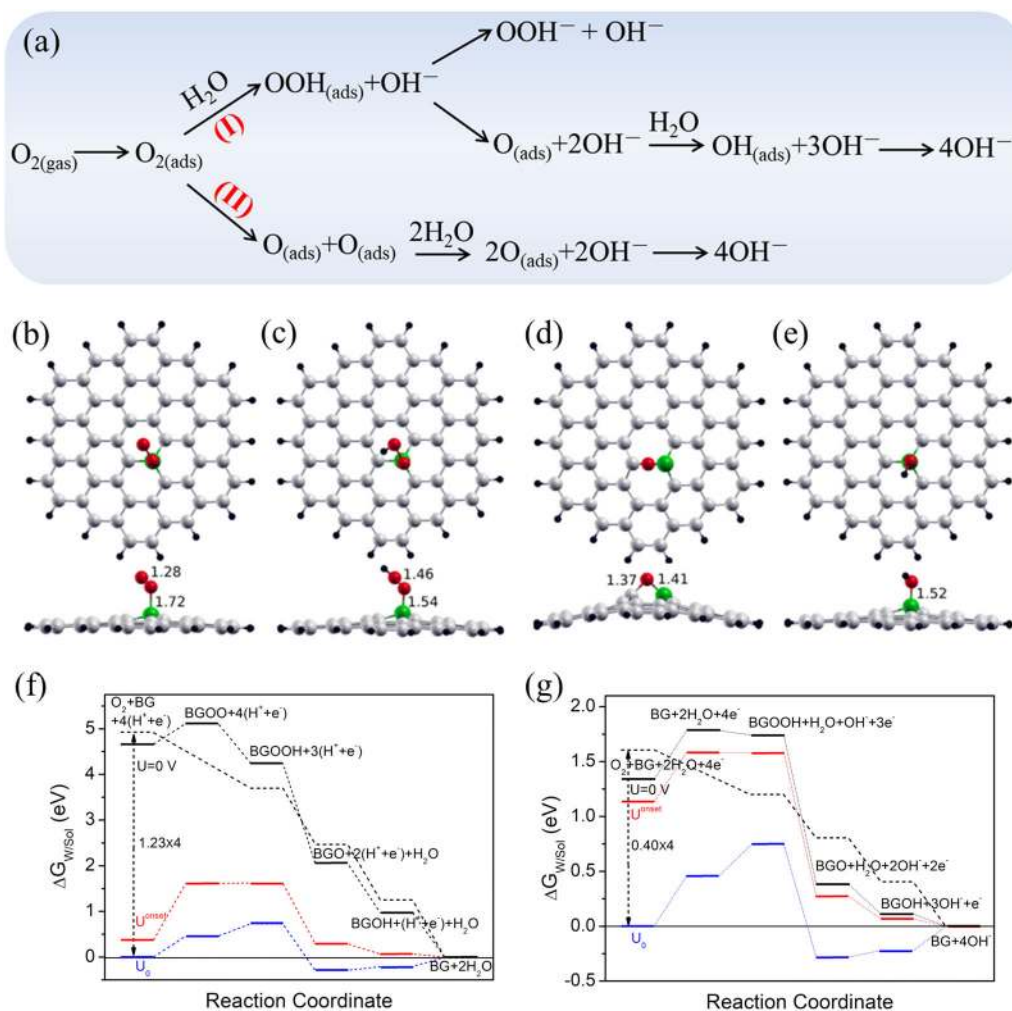 (a)
OOH⁻ + OH⁻
H₂O
OOH₍ads₎+OH⁻
(I)
H₂O
O₂₍gas₎
O₂₍ads₎
O₍ads₎+2OH⁻
OH₍ads₎+3OH⁻
4OH⁻
(II)
2H₂O
O₍ads₎+O₍ads₎
2O₍ads₎+2OH⁻
4OH⁻
(b)
(c)
(d)
(e)
1.28
1.72
1.46
1.54
1.37
1.41
1.52
(f)
O₂+BG
+4(H⁺+e⁻)
BGOO+4(H⁺+e⁻)
BGOOH+3(H⁺+e⁻)
U=0 V
1.23x4
BGO+2(H⁺+e⁻)+H₂O
BGOH+(H⁺+e⁻)+H₂O
Uᵒⁿˢᵉᵗ
U₀
BG+2H₂O
5
4
3
2
1
0
ΔG_W/Sol (eV)
Reaction Coordinate
(g)
BG+2H₂O+4e⁻
BGOOH+H₂O+OH⁻+3e⁻
O₂+BG+2H₂O+4e⁻
U=0 V
Uᵒⁿˢᵉᵗ
0.40x4
BGO+H₂O+2OH⁻+2e⁻
BGOH+3OH⁻+e⁻
U₀
BG+4OH⁻
2.0
1.5
1.0
0.5
0.0
-0.5
ΔG_W/Sol (eV)
Reaction Coordinate